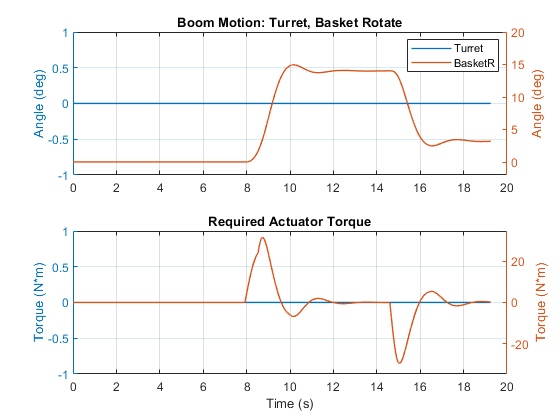 Boom Motion: Turret, Basket Rotate
1
0.5
0
-0.5
-1
Angle (deg)
20
15
10
5
0
Angle (deg)
Turret
BasketR
0 2 4 6 8 10 12 14 16 18 20
Required Actuator Torque
1
0.5
0
-0.5
-1
Torque (N*m)
20
0
-20
Torque (N*m)
0 2 4 6 8 10 12 14 16 18 20
Time (s)